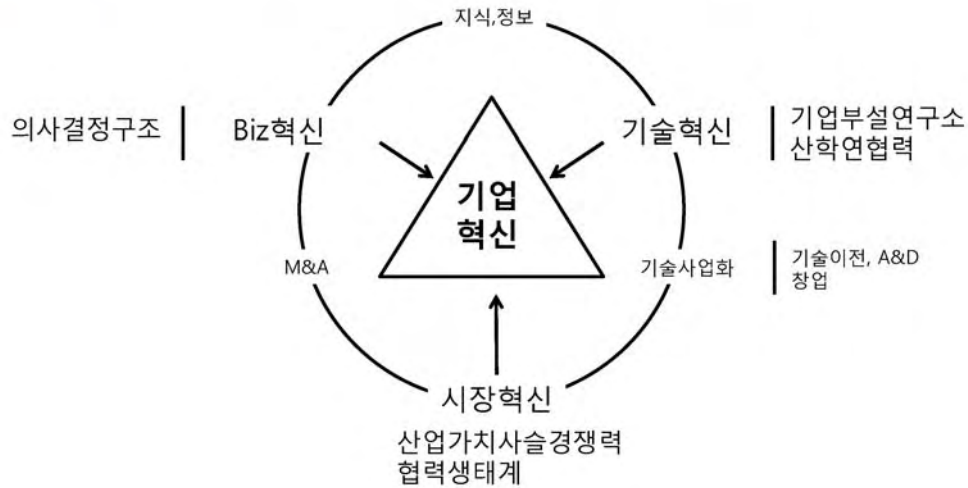 지식,정보
의사결정구조
Biz혁신
기술혁신
기업부설연구소
산학연협력
기업
혁신
M&A
기술사업화
기술이전, A&D
창업
시장혁신
산업가치사슬경쟁력
협력생태계